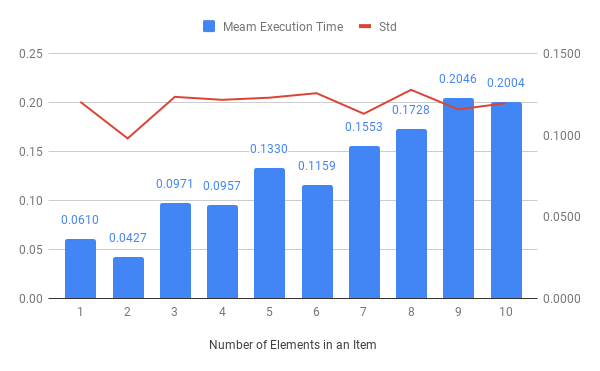 Meam Execution Time Std
0.25 0.1500
0.2046 0.2004
0.20 0.1728
0.1553
0.15 0.1330 0.1000
0.1159
0.10 0.0971 0.0957
0.0500
0.0610
0.05 0.0427
0.00 0.0000
1 2 3 4 5 6 7 8 9 10
Number of Elements in an Item